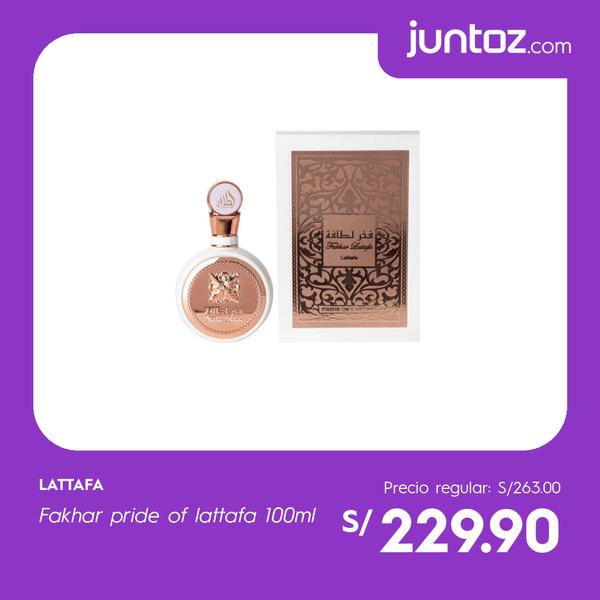 juntoz.com
فخر لطافة
Fakhar Lattafa
Lattafa
LATTAFA
Fakhar pride of lattafa 100ml
Precio regular: S/263.00
S/229.90